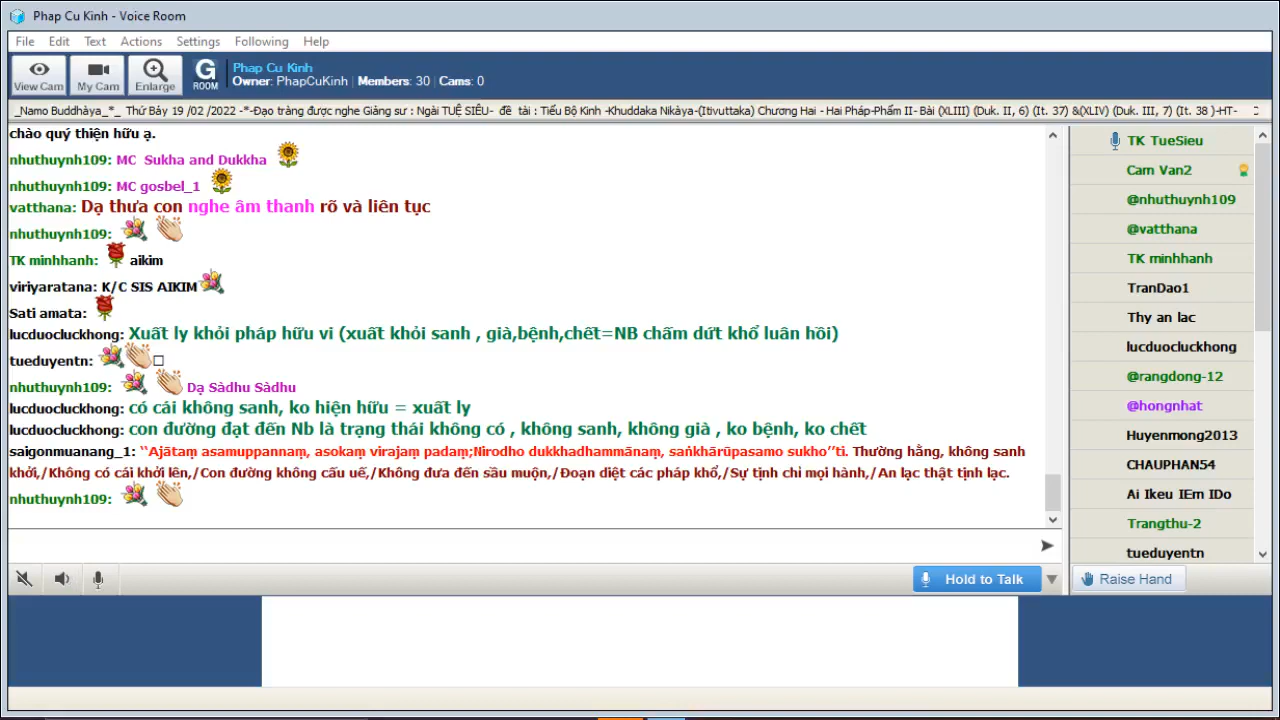 Phap Cu Kinh - Voice Room
File Edit Text Actions Settings Following Help
View Cam My Cam Enlarge G ROOM
Phap Cu Kinh
Owner: PhapCuKinh | Members: 30 | Cams: 0
_Namo Buddhàya_*_ Thứ Bảy 19 /02 /2022 -*-Đạo tràng được nghe Giảng sư : Ngài TUỆ SIÊU- đề tài : Tiểu Bộ Kinh -Khuddaka Nikàya-(Itivuttaka) Chương Hai - Hai Pháp-Phẩm II- Bài (XLIII) (Duk. II, 6) (It. 37) &(XLIV) (Duk. III, 7) (It. 38 )-HT-
chào quý thiện hữu ạ.
nhuthuynh109: MC Sukha and Dukkha
nhuthuynh109: MC gosbel_1
vatthana: Dạ thưa con nghe âm thanh rõ và liên tục
nhuthuynh109:
TK minhhanh: aikim
viriyaratana: K/C SIS AIKIM
Sati amata:
lucduocluckhong: Xuất ly khỏi pháp hữu vi (xuất khỏi sanh , già,bệnh,chết=NB chấm dứt khổ luân hồi)
tueduyentn:
nhuthuynh109: Dạ Sàdhu Sàdhu
lucduocluckhong: có cái không sanh, ko hiện hữu = xuất ly
lucduocluckhong: con đường đạt đến Nb là trạng thái không có , không sanh, không già , ko bệnh, ko chết
saigonmuanang_1: ‘‘Ajātaṃ asamuppannaṃ, asokaṃ virajaṃ padaṃ;Nirodho dukkhadhammānaṃ, saṅkhārūpasamo sukho’’ti. Thường hằng, không sanh
khởi,/Không có cái khởi lên,/Con đường không cấu uế,/Không đưa đến sầu muộn,/Đoạn diệt các pháp khổ,/Sự tịnh chỉ mọi hành,/An lạc thật tịnh lạc.
nhuthuynh109:
TK TueSieu
Cam Van2
@nhuthuynh109
@vatthana
TK minhhanh
TranDao1
Thy an lac
lucduocluckhong
@rangdong-12
@hongnhat
Huyenmong2013
CHAUPHAN54
Ai Ikeu IEm IDo
Trangthu-2
tueduyentn
Hold to Talk
Raise Hand